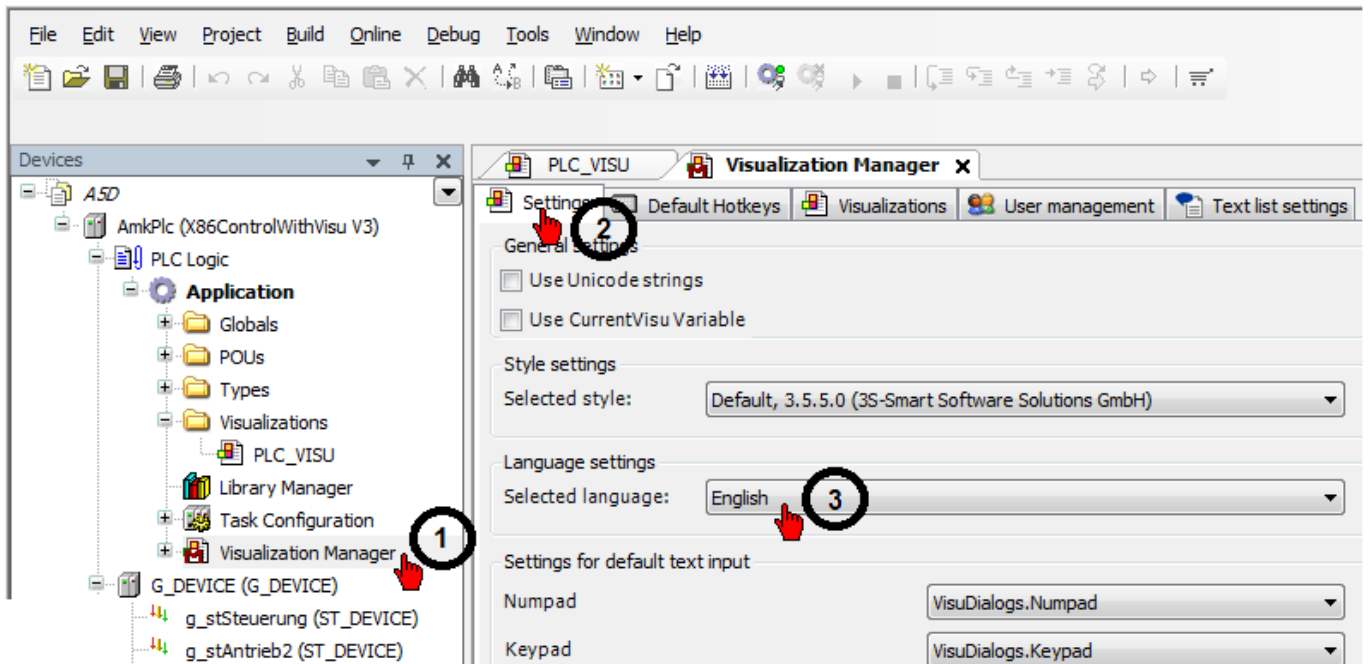 File Edit View Project Build Online Debug Tools Window Help
Devices
A5D
AmkPlc (X86ControlWithVisu V3)
PLC Logic
Application
Globals
POUs
Types
Visualizations
PLC_VISU
Library Manager
Task Configuration
Visualization Manager
1
G_DEVICE (G_DEVICE)
g_stSteuerung (ST_DEVICE)
g_stAntrieb2 (ST_DEVICE)
PLC_VISU Visualization Manager
Settings Default Hotkeys Visualizations User management Text list settings
2
General settings
Use Unicode strings
Use CurrentVisu Variable
Style settings
Selected style: Default, 3.5.5.0 (3S-Smart Software Solutions GmbH)
Language settings
Selected language: English
3
Settings for default text input
Numpad VisuDialogs.Numpad
Keypad VisuDialogs.Keypad